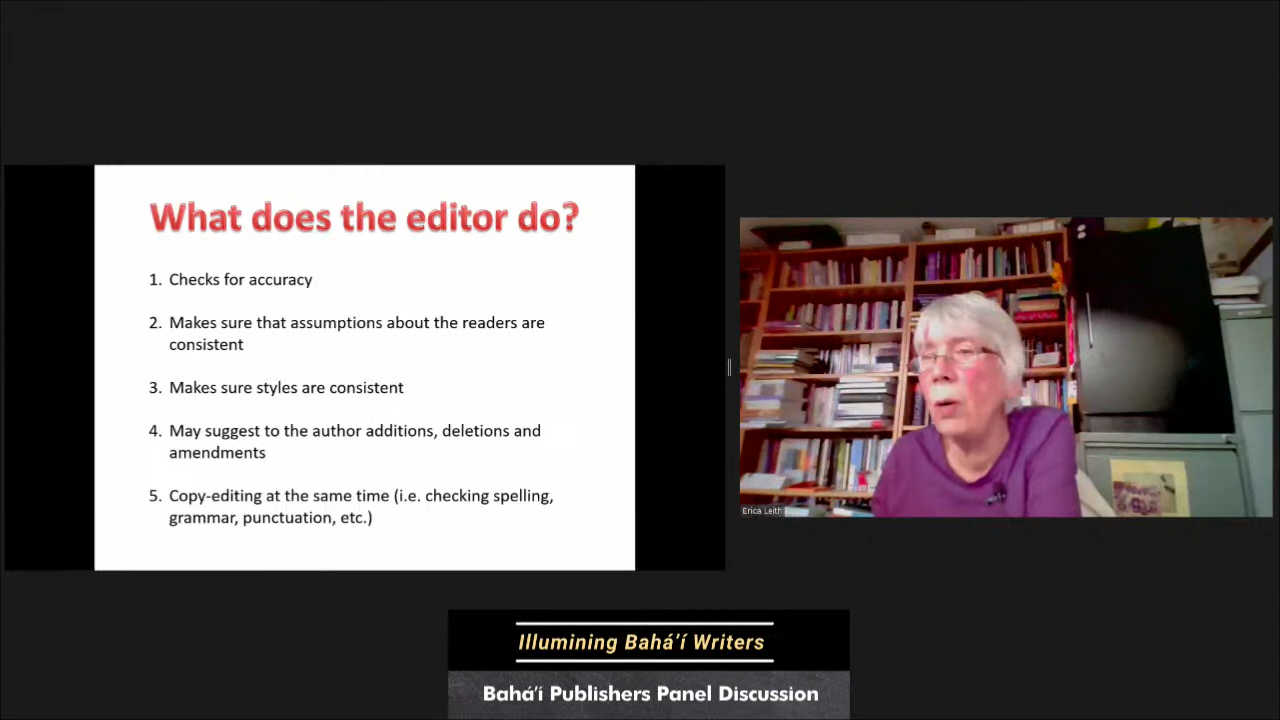 What does the editor do?
1. Checks for accuracy
2. Makes sure that assumptions about the readers are
consistent
3. Makes sure styles are consistent
4. May suggest to the author additions, deletions and
amendments
5. Copy-editing at the same time (i.e. checking spelling,
grammar, punctuation, etc.)
Erica Leith
Illumining Bahá’í Writers
Bahá’í Publishers Panel Discussion